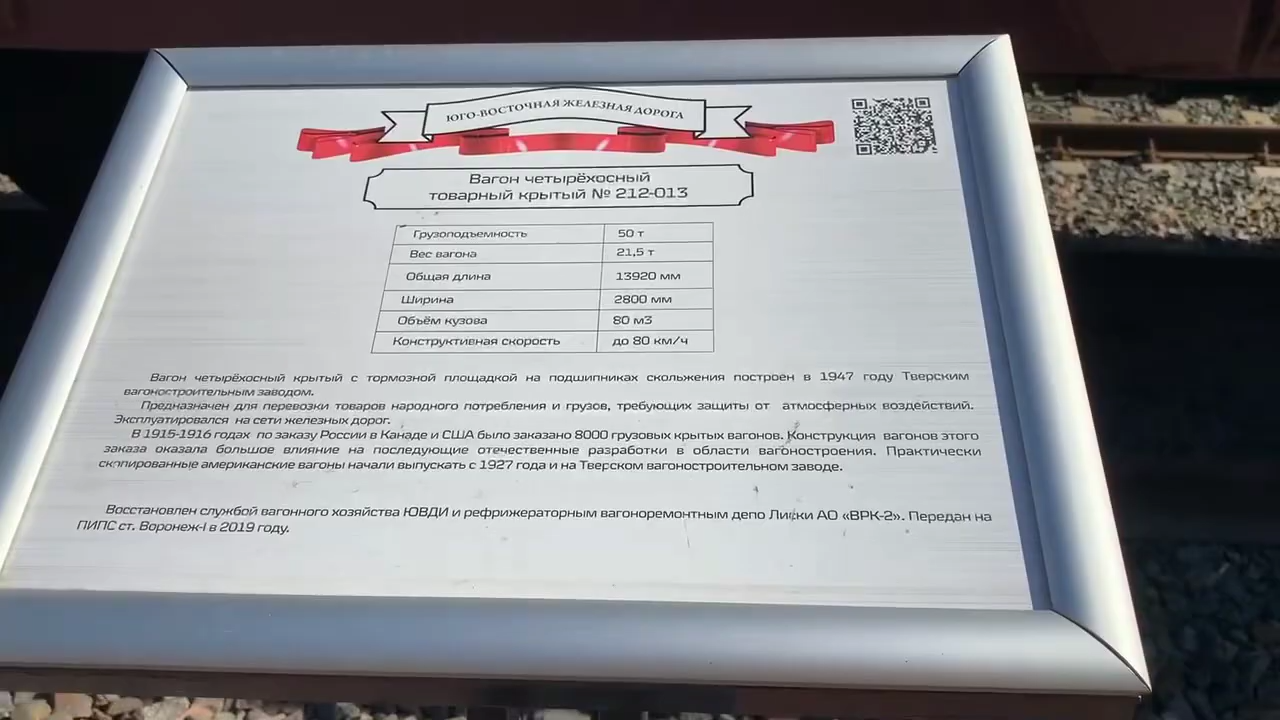 ЮГО-ВОСТОЧНАЯ ЖЕЛЕЗНАЯ ДОРОГА
Вагон четырёхосный
товарный крытый № 212-013
Грузоподъемность 50 т
Вес вагона 21,5 т
Общая длина 13920 мм
Ширина 2800 мм
Объём кузова 80 м3
Конструктивная скорость до 80 км/ч
Вагон четырёхосный крытый с тормозной площадкой на подшипниках скольжения построен в 1947 году Тверским
вагоностроительным заводом.
Предназначен для перевозки товаров народного потребления и грузов, требующих защиты от атмосферных воздействий.
Эксплуатировался на сети железных дорог.
В 1915-1916 годах по заказу России в Канаде и США было заказано 8000 грузовых крытых вагонов. Конструкция вагонов этого
заказа оказала большое влияние на последующие отечественные разработки в области вагоностроения. Практически
скопированные американские вагоны начали выпускать с 1927 года и на Тверском вагоностроительном заводе.
Восстановлен службой вагонного хозяйства ЮВДИ и рефрижераторным вагоноремонтным депо Лиски АО «ВРК-2». Передан на
ПИПС ст. Воронеж-I в 2019 году.